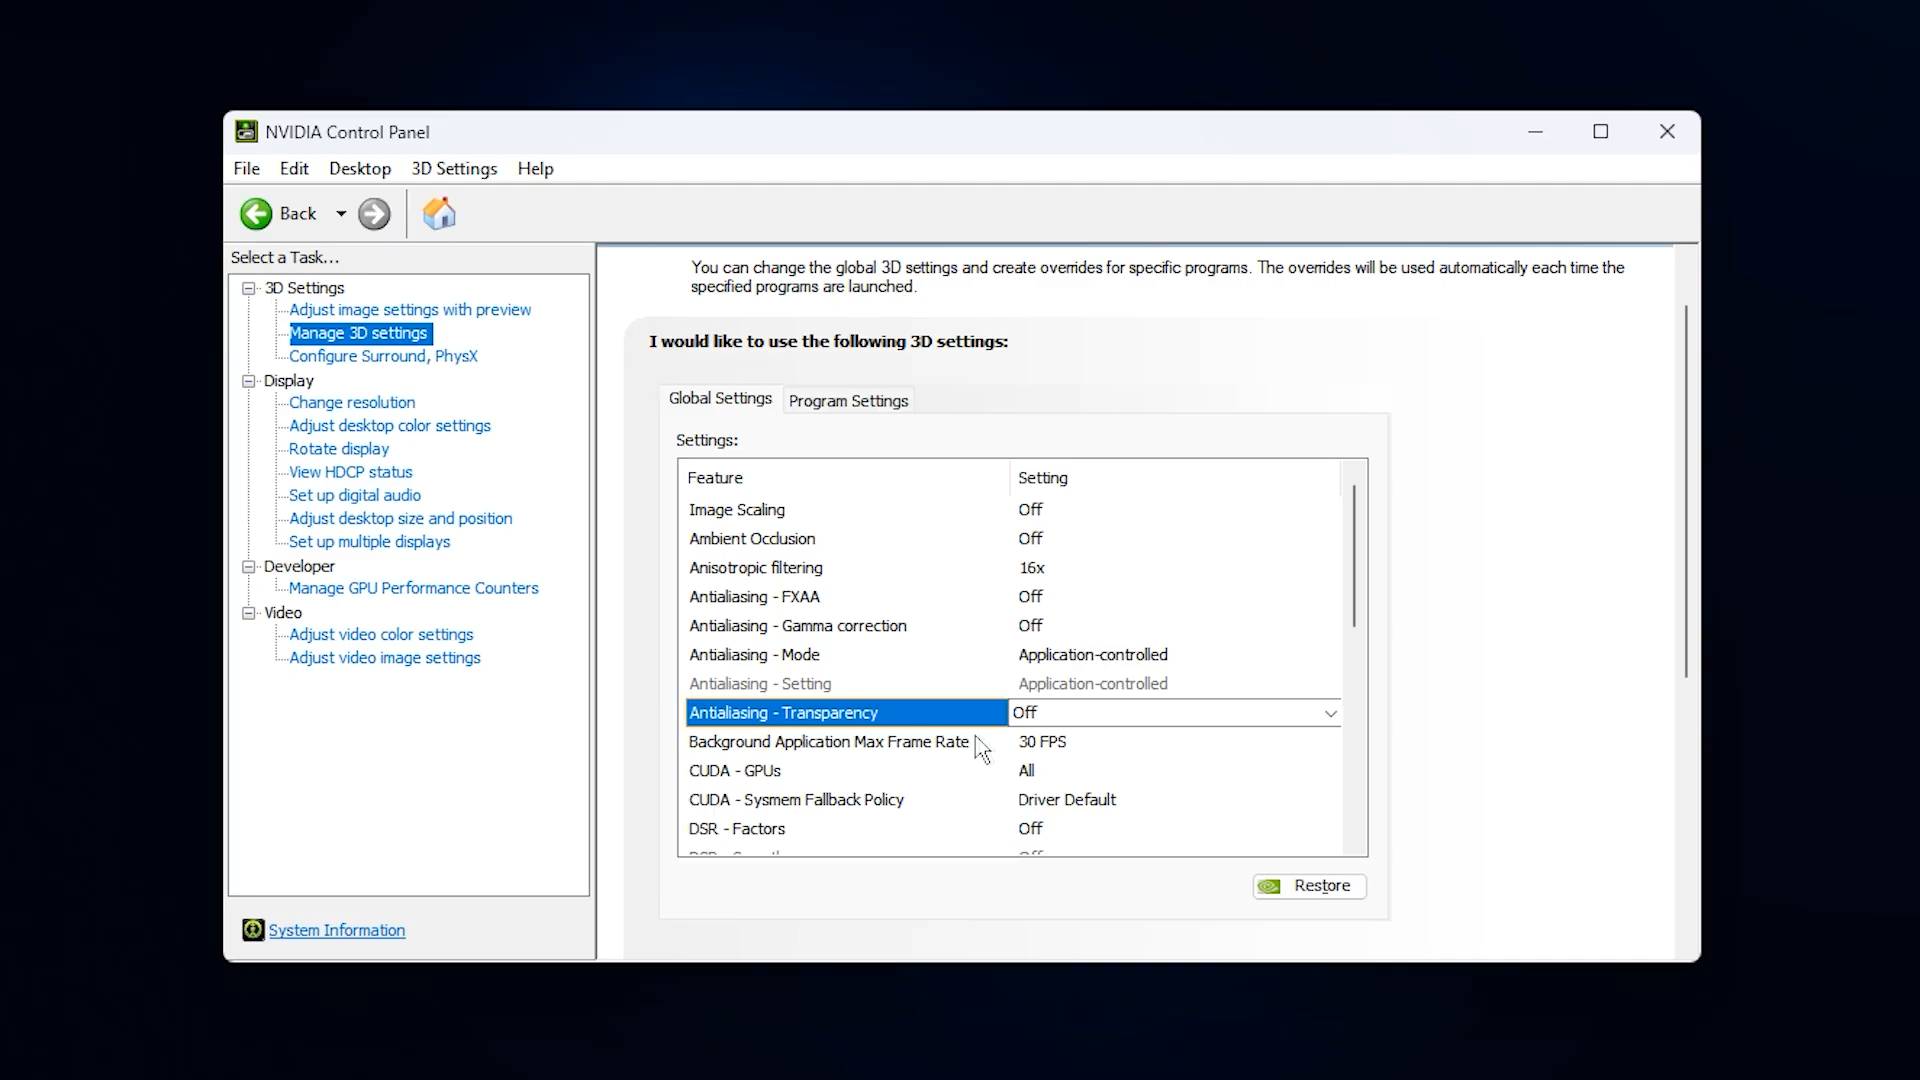 NVIDIA Control Panel
File Edit Desktop 3D Settings Help
Back
Select a Task...
3D Settings
Adjust image settings with preview
Manage 3D settings
Configure Surround, PhysX
Display
Change resolution
Adjust desktop color settings
Rotate display
View HDCP status
Set up digital audio
Adjust desktop size and position
Set up multiple displays
Developer
Manage GPU Performance Counters
Video
Adjust video color settings
Adjust video image settings
System Information
You can change the global 3D settings and create overrides for specific programs. The overrides will be used automatically each time the
specified programs are launched.
I would like to use the following 3D settings:
Global Settings Program Settings
Settings:
Feature Setting
Image Scaling Off
Ambient Occlusion Off
Anisotropic filtering 16x
Antialiasing - FXAA Off
Antialiasing - Gamma correction Off
Antialiasing - Mode Application-controlled
Antialiasing - Setting Application-controlled
Antialiasing - Transparency Off
Background Application Max Frame Rate 30 FPS
CUDA - GPUs All
CUDA - Sysmem Fallback Policy Driver Default
DSR - Factors Off
Restore